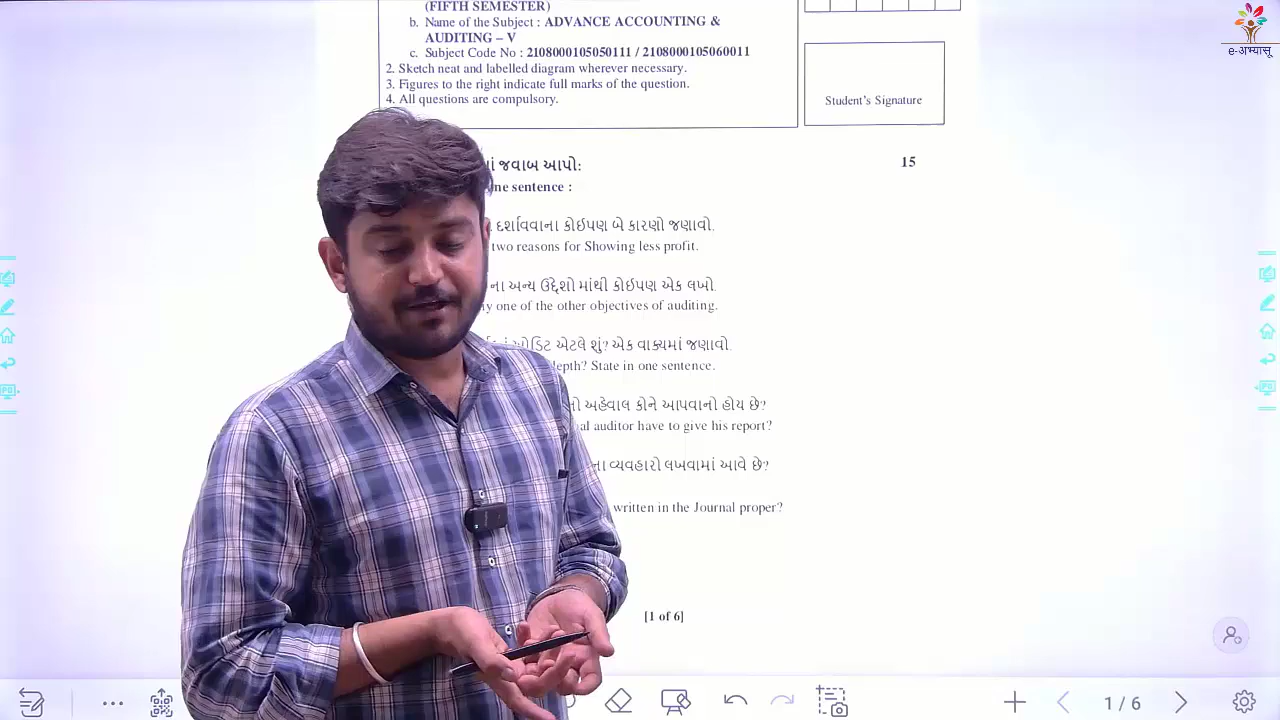 (FIFTH SEMESTER)
b. Name of the Subject : ADVANCE ACCOUNTING &
AUDITING – V
c. Subject Code No : 2108000105050111 / 2108000105060011
2. Sketch neat and labelled diagram wherever necessary.
3. Figures to the right indicate full marks of the question.
4. All questions are compulsory.
Student's Signature
e-अभ्यासू
જવાબ આપો:
15
sentence :
દર્શાવવાના કોઈપણ બે કારણો જણાવો.
two reasons for Showing less profit.
ના અન્ય ઉદ્દેશો માંથી કોઈપણ એક લખો.
one of the other objectives of auditing.
ઓડિટ એટલે શું? એક વાક્યમાં જણાવો.
depth? State in one sentence.
અહેવાલ કોને આપવાનો હોય છે?
auditor have to give his report?
ના વ્યવહારો લખવામાં આવે છે?
written in the Journal proper?
[1 of 6]
1 / 6